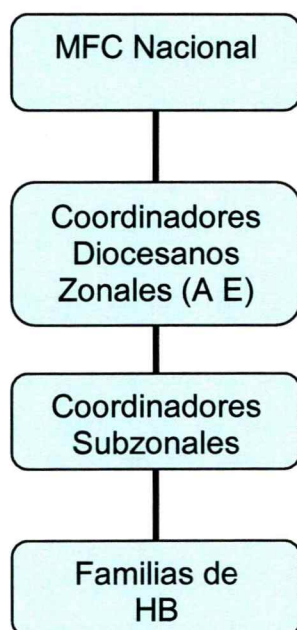 MFC Nacional
Coordinadores
Diocesanos
Zonales (A E)
Coordinadores
Subzonales
Familias de
HB